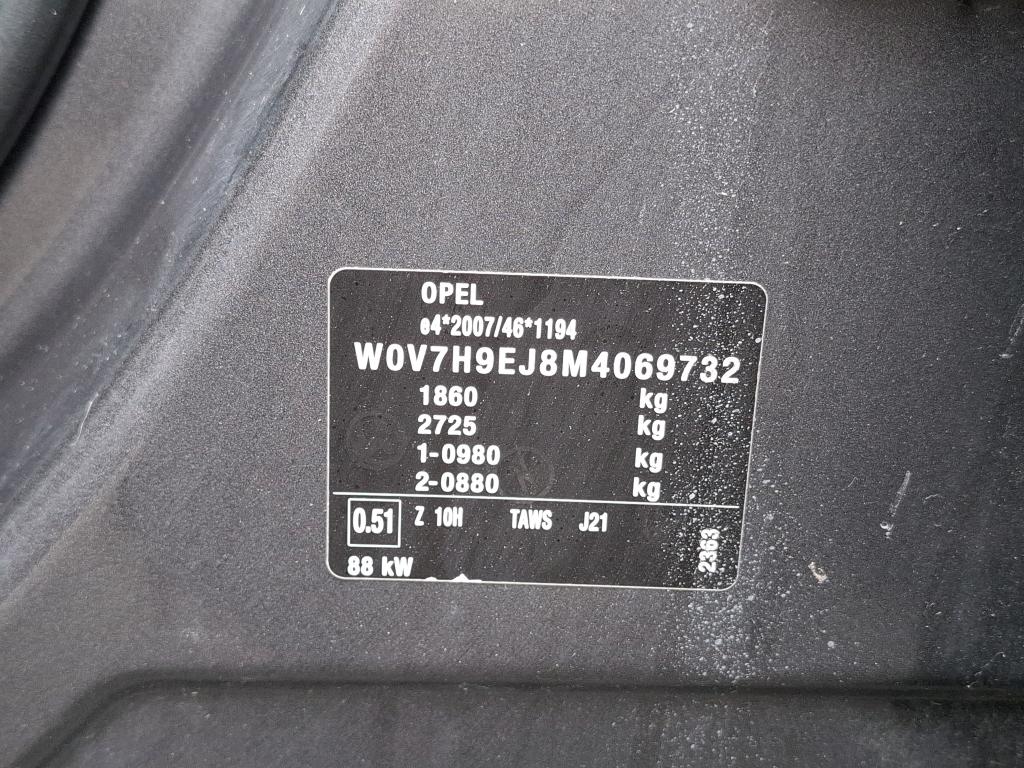 OPEL
e4*2007/46*1194
W0V7H9EJ8M4069732
1860 kg
2725 kg
1-0980 kg
2-0880 kg
0.51 Z 10H TAWS J21
88 kW
2363